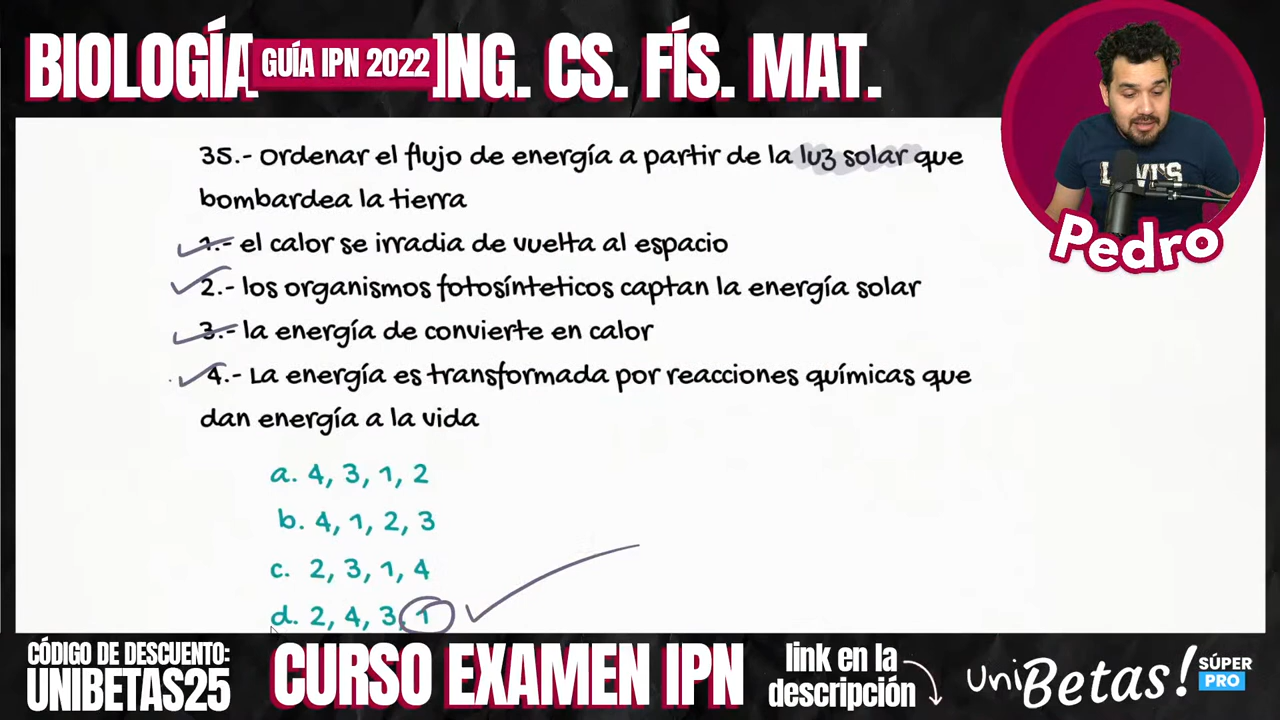 BIOLOGÍA GUÍA IPN 2022 ING. CS. FÍS. MAT.
35.- Ordenar el flujo de energía a partir de la luz solar que
bombardea la tierra
1.- el calor se irradia de vuelta al espacio
2.- los organismos fotosínteticos captan la energía solar
3.- la energía de convierte en calor
4.- La energía es transformada por reacciones químicas que
dan energía a la vida
a. 4, 3, 1, 2
b. 4, 1, 2, 3
c. 2, 3, 1, 4
d. 2, 4, 3, 1
Pedro
CÓDIGO DE DESCUENTO:
UNIBETAS25
CURSO EXAMEN IPN
link en la
descripción
uniBetas!
SÚPER
PRO